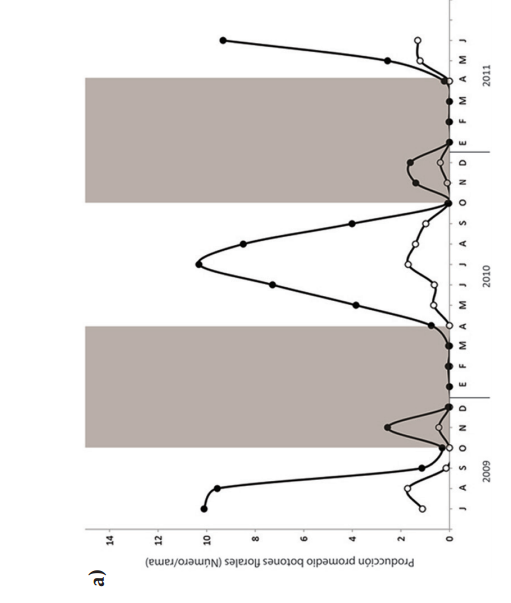 a)
Producción promedio botones florales (Número/rama)
14
12
10
8
6
4
2
0
J A S O N D E F M A M J J A S O N D E F M A M J
2009 2010 2011